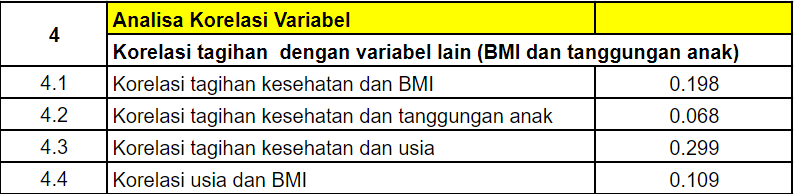 4
Analisa Korelasi Variabel
Korelasi tagihan dengan variabel lain (BMI dan tanggungan anak)
4.1 Korelasi tagihan kesehatan dan BMI 0.198
4.2 Korelasi tagihan kesehatan dan tanggungan anak 0.068
4.3 Korelasi tagihan kesehatan dan usia 0.299
4.4 Korelasi usia dan BMI 0.109